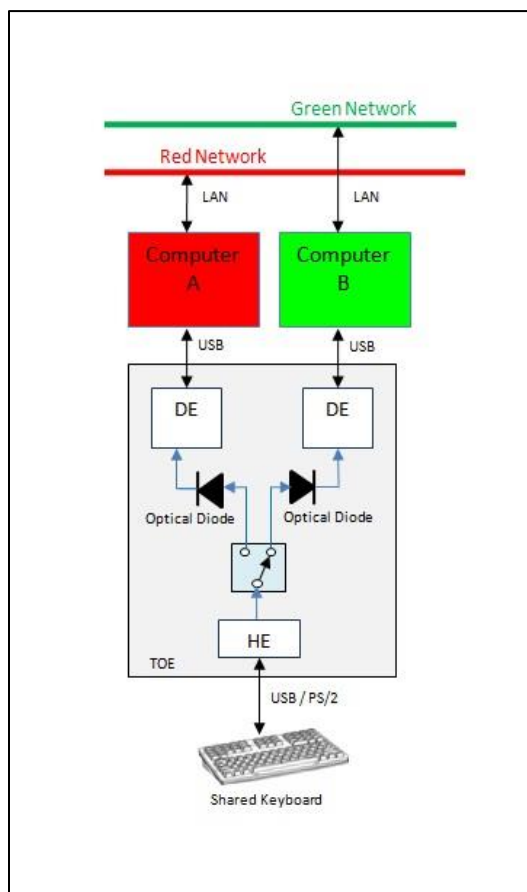 Green Network
Red Network
LAN
LAN
Computer
A
Computer
B
USB
USB
DE
DE
Optical Diode
Optical Diode
HE
TOE
USB / PS/2
Shared Keyboard